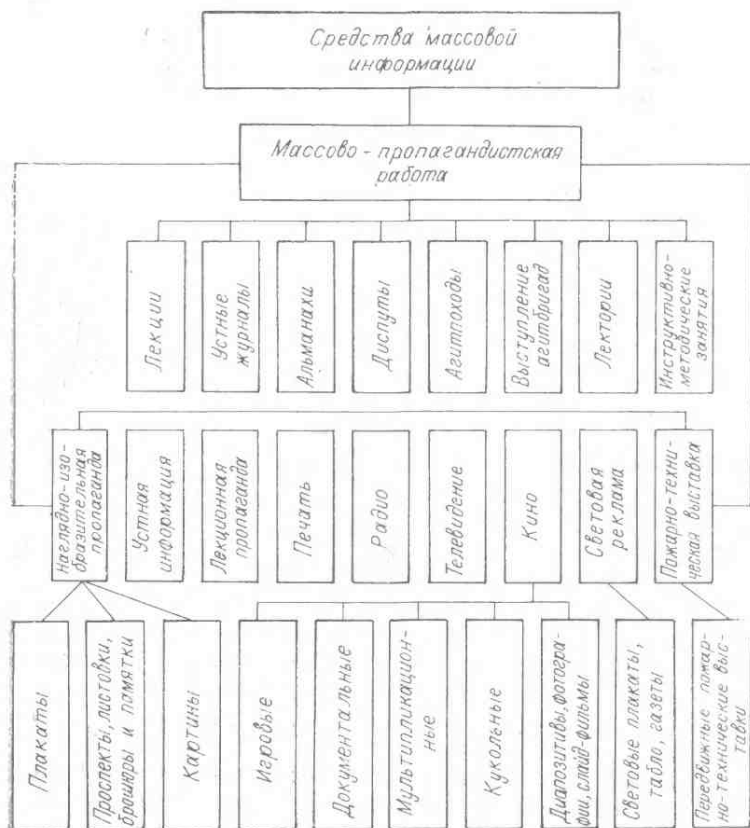 Средства массовой
информации
Массово-пропагандистская
работа
Лекции
Устные
журналы
Альманахи
Диспуты
Агитпоходы
Выступление
агитбригад
Лектории
Инструктивно-
методические
занятия
Наглядно-изо-
бразительная
пропаганда
Устная
информация
Лекционная
пропаганда
Печать
Радио
Телевидение
Кино
Световая
реклама
Пожарно-техни-
ческая выставка
Плакаты
Проспекты, листовки,
брошюры и памятки
Картины
Игровые
Документальные
Мультипликацион-
ные
Кукольные
Диапозитивы, фотогра-
фии, слайд-фильмы
Световые плакаты,
табло, газеты
Передвижные пожар-
но-технические выс-
тавки